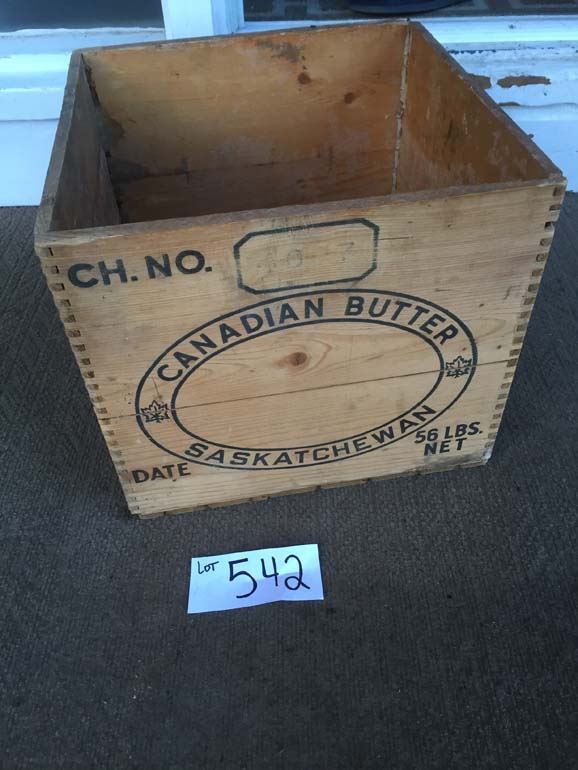 CH. NO.
CANADIAN BUTTER
SASKATCHEWAN
DATE
56 LBS.
NET
LOT 542